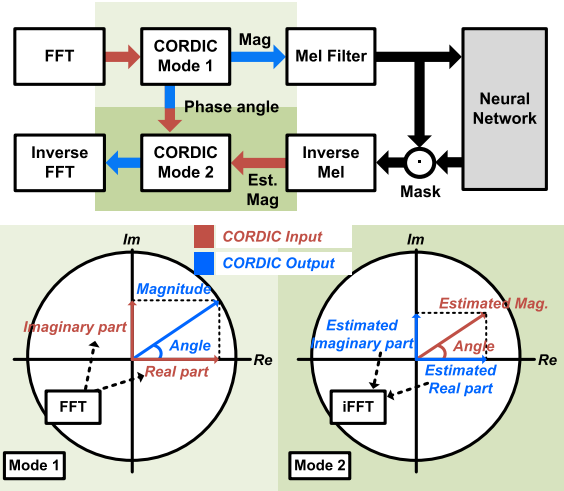 FFT
CORDIC
Mode 1
Mag
Mel Filter
Neural
Network
Phase angle
Inverse
FFT
CORDIC
Mode 2
Est.
Mag
Inverse
Mel
Mask
CORDIC Input
CORDIC Output
Im
Magnitude
Imaginary part
Angle
Re
Real part
FFT
Mode 1
Im
Estimated Mag.
Estimated
Imaginary part
Angle
Re
Estimated
Real part
iFFT
Mode 2